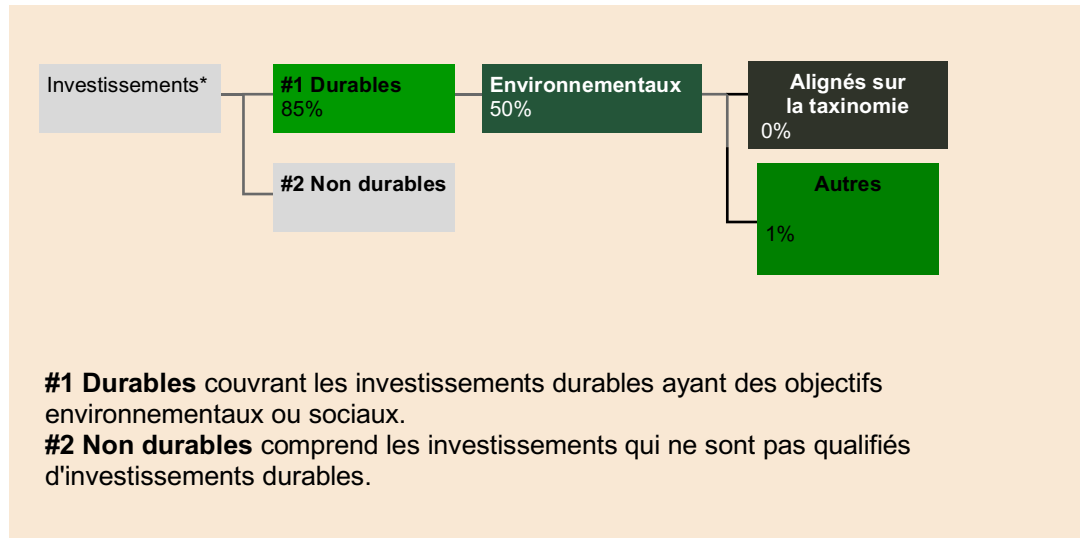 Investissements*
#1 Durables
85%
Environnementaux
50%
Alignés sur
la taxinomie
0%
#2 Non durables
Autres
1%
#1 Durables couvrant les investissements durables ayant des objectifs
environnementaux ou sociaux.
#2 Non durables comprend les investissements qui ne sont pas qualifiés
d'investissements durables.